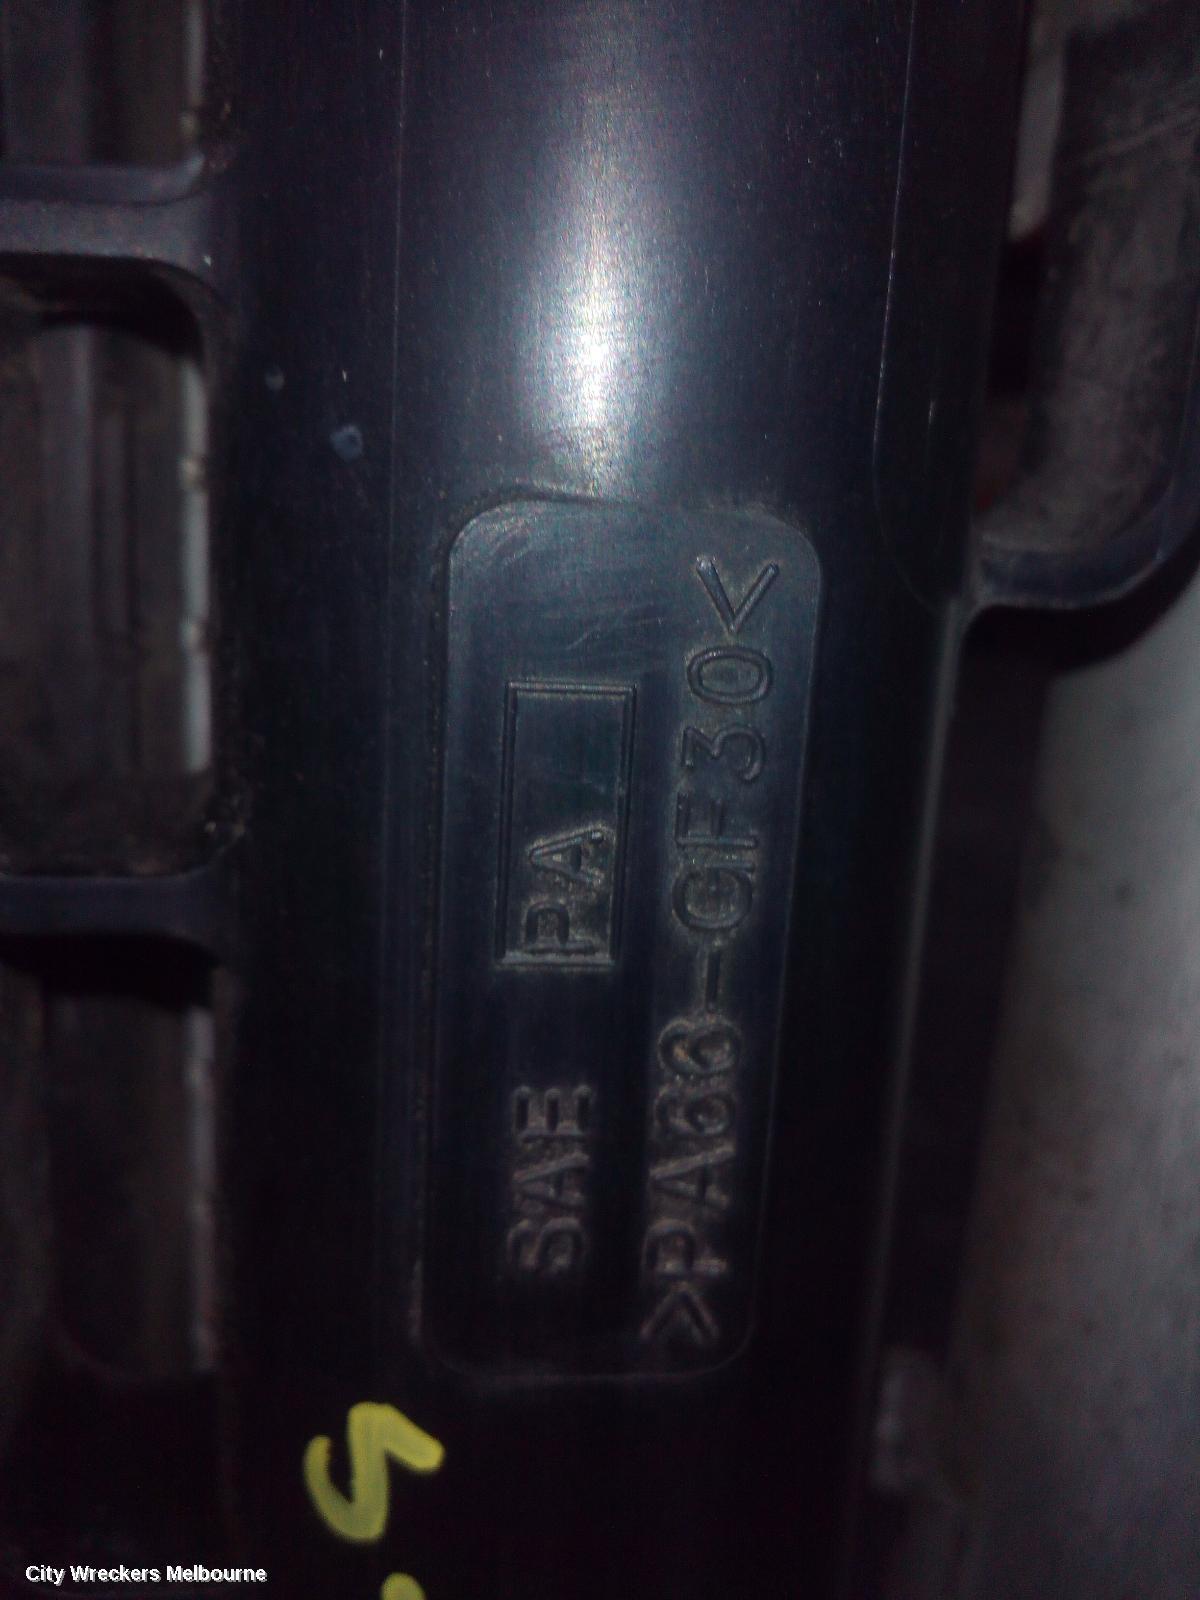 SAE PA
>PA66-GF30<
S
City Wreckers Melbourne